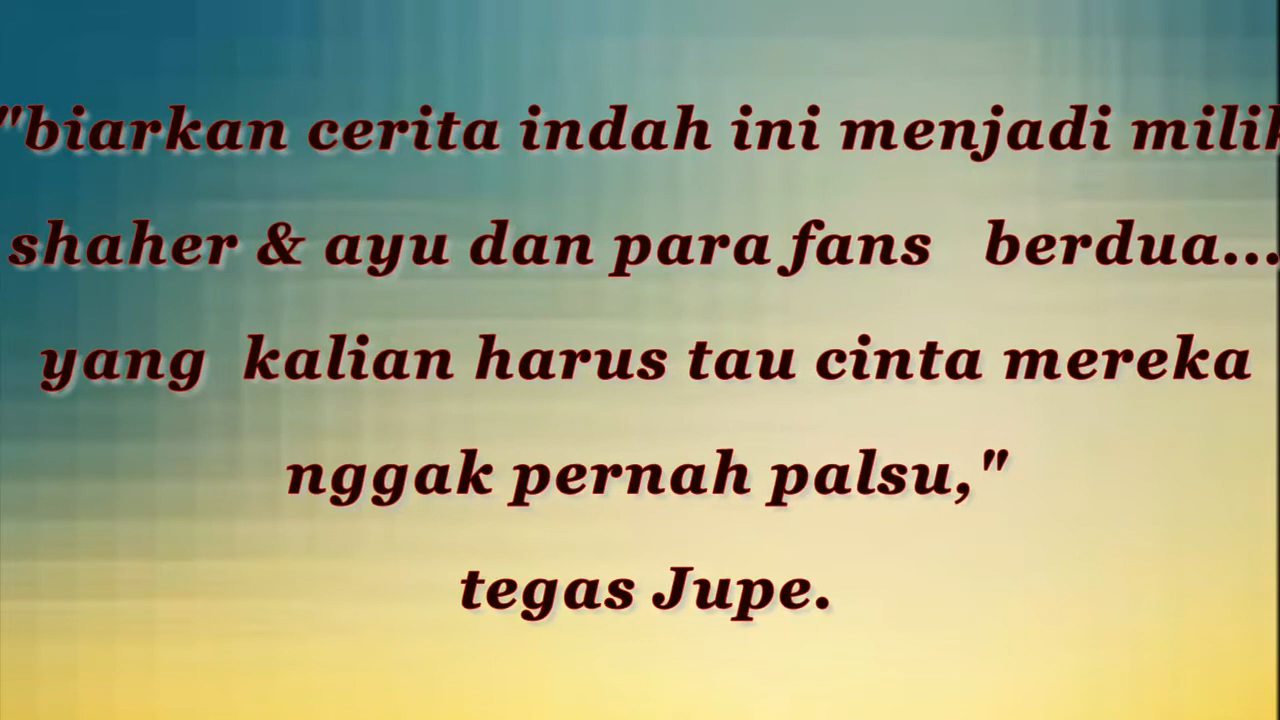 "biarkan cerita indah ini menjadi milik
shaher & ayu dan para fans berdua...
yang kalian harus tau cinta mereka
nggak pernah palsu,"
tegas Jupe.